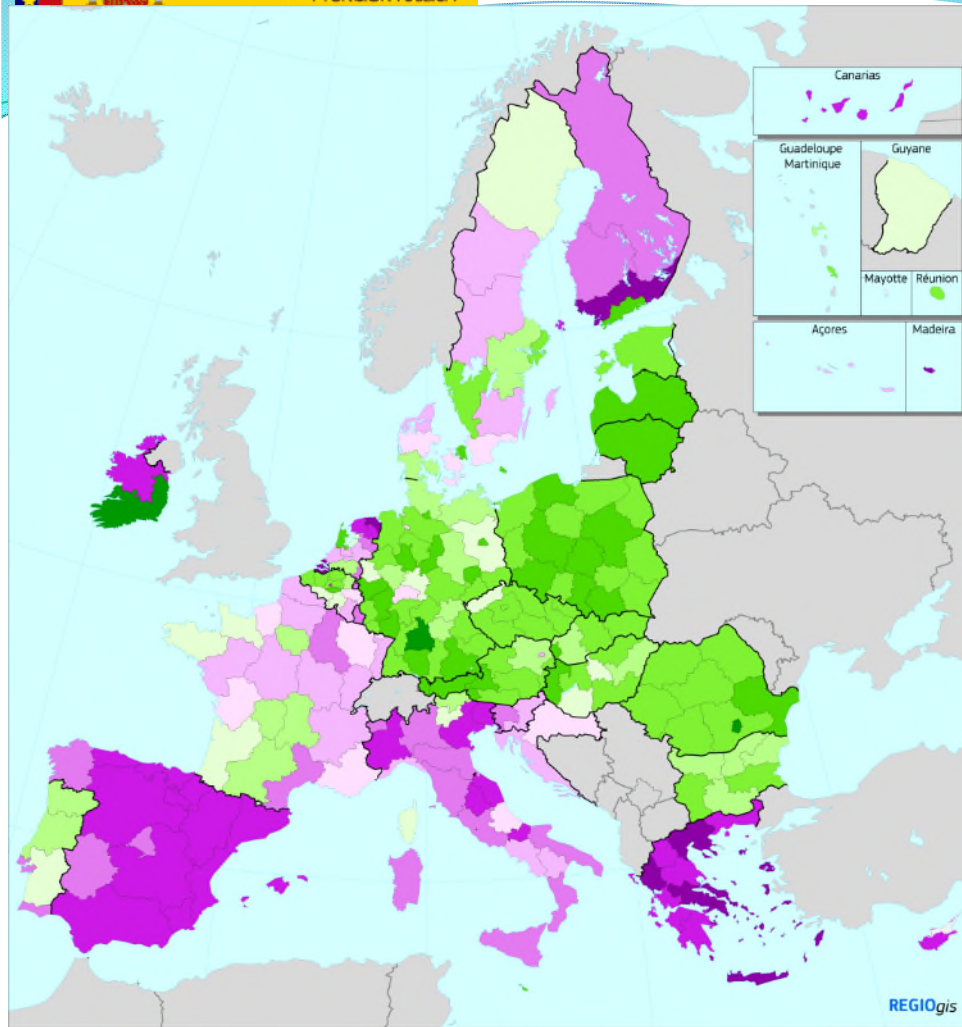 Canarias
Guadeloupe
Martinique
Guyane
Mayotte
Réunion
Açores
Madeira
REGIOgis